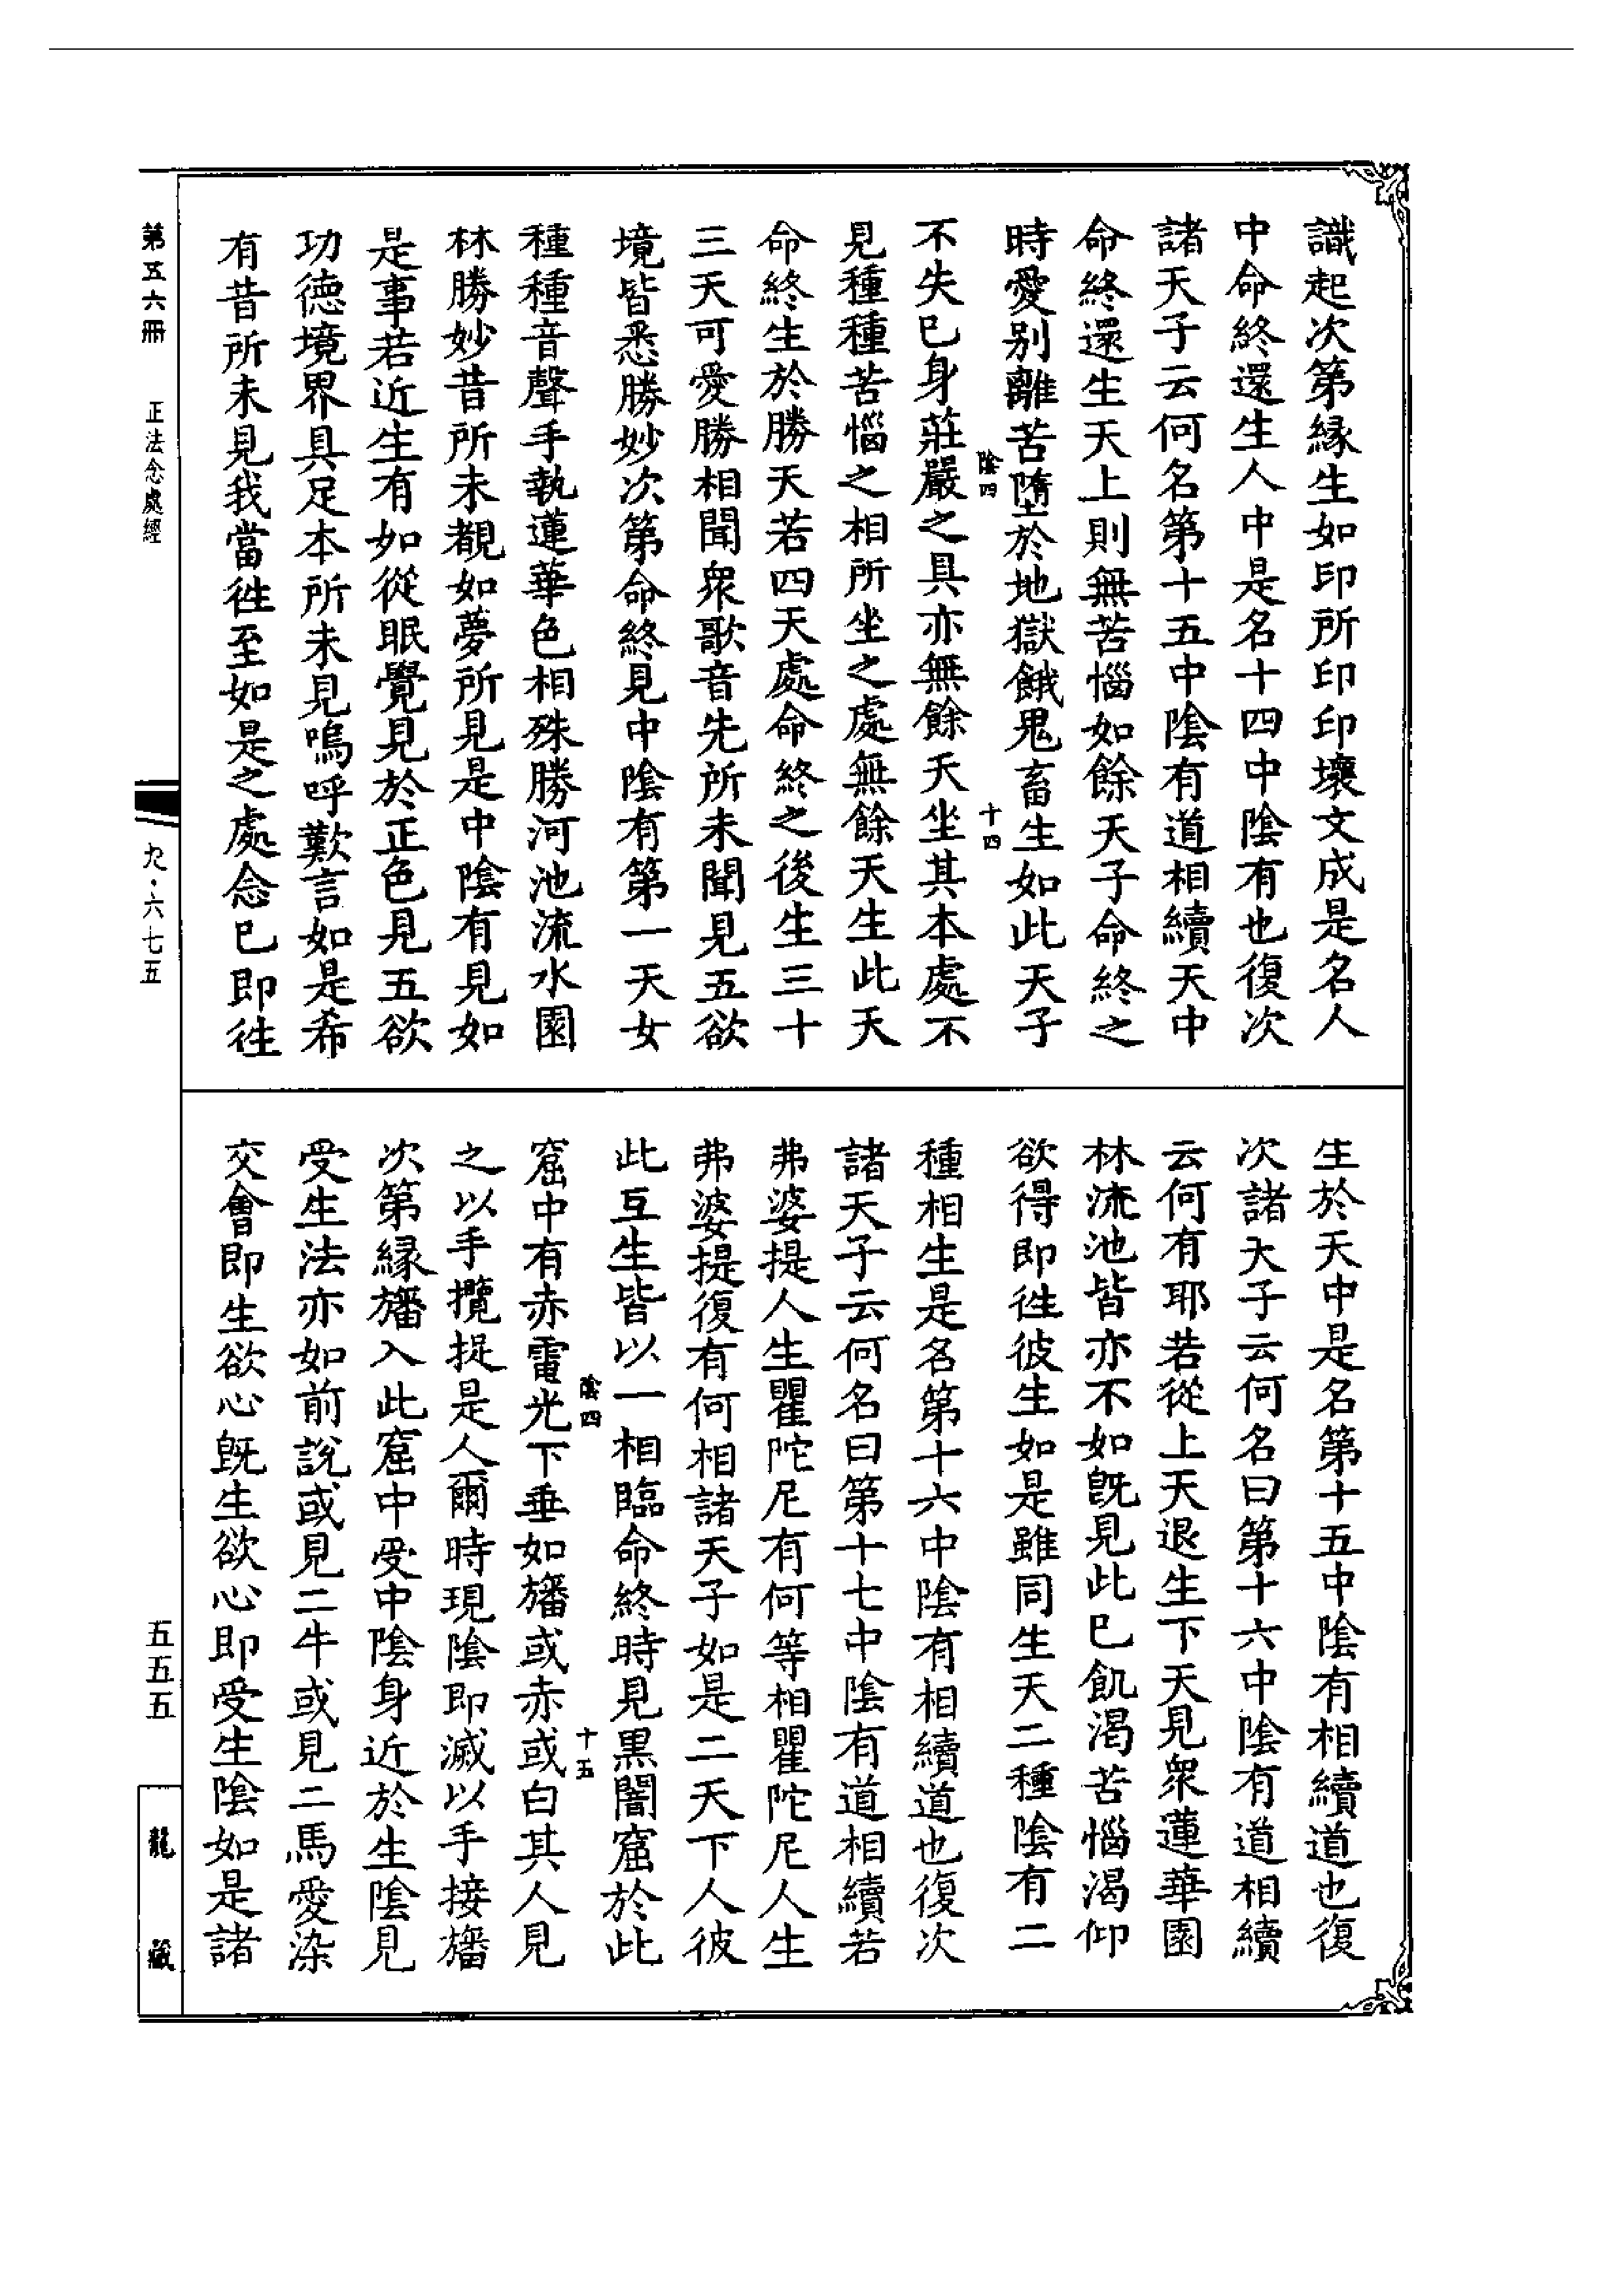 識起次第緣生如印所印印壞文成是名人
中命終還生人中是名十四中陰有也復次
諸天子云何名第十五中陰有道相續天中
命終還生天上則無苦惱如餘天子命終之
時愛別離苦墮於地獄餓鬼畜生如此天子
陰四
十四
不失已身莊嚴之具亦無餘天坐其本處不
見種種苦惱之相所坐之處無餘天生此天
命終生於勝天若四天處命終之後生三十
三天可愛勝相聞衆歌音先所未聞見五欲
境皆悉勝妙次第命終見中陰有第一天女
種種音聲手執蓮華色相殊勝河池流水園
林勝妙昔所未覩如夢所見是中陰有見如
是事若近生有如從眠覺見於正色見五欲
功德境界具足本所未見嗚呼歎言如是希
有昔所未見我當徃至如是之處念已即徃
生於天中是名第十五中陰有相續道也復
次諸大子云何名曰第十六中陰有道相續
云何有耶若從上天退生下天見衆蓮華園
林流池皆亦不如旣見此已飢渴苦惱渴仰
欲得即徃彼生如是雖同生天二種陰有二
種相生是名第十六中陰有相續道也復次
諸天子云何名曰第十七中陰有道相續若
弗婆提人生瞿陀尼有何等相瞿陀尼人生
弗婆提復有何相諸天子如是二天下人彼
此互生皆以一相臨命終時見黑闇窟於此
陰四
十五
窟中有赤電光下垂如旛或赤或白其人見
之以手攬捉是人爾時現陰即滅以手接旛
次第緣旛入此窟中受中陰身近於生陰見
受生法亦如前說或見二牛或見二馬愛染
交會即生欲心旣生欲心即受生陰如是諸
第五六冊
正法念處經
九·六七五
五五五
龍藏